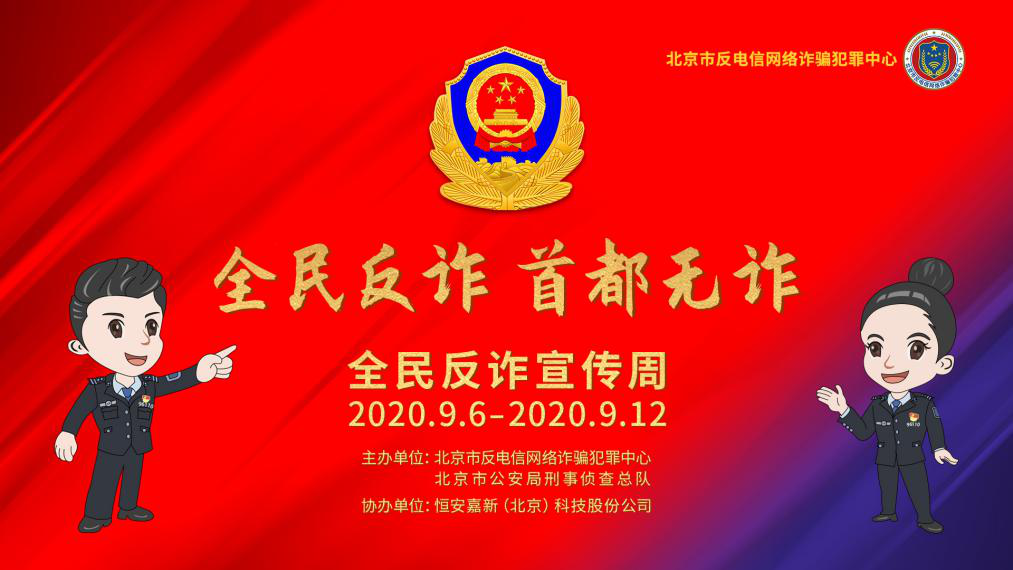 北京市反电信网络诈骗犯罪中心
全民反诈 首都无诈
全民反诈宣传周
2020.9.6-2020.9.12
主办单位：北京市反电信网络诈骗犯罪中心
北京市公安局刑事侦查总队
协办单位：恒安嘉新（北京）科技股份公司
96110
96110